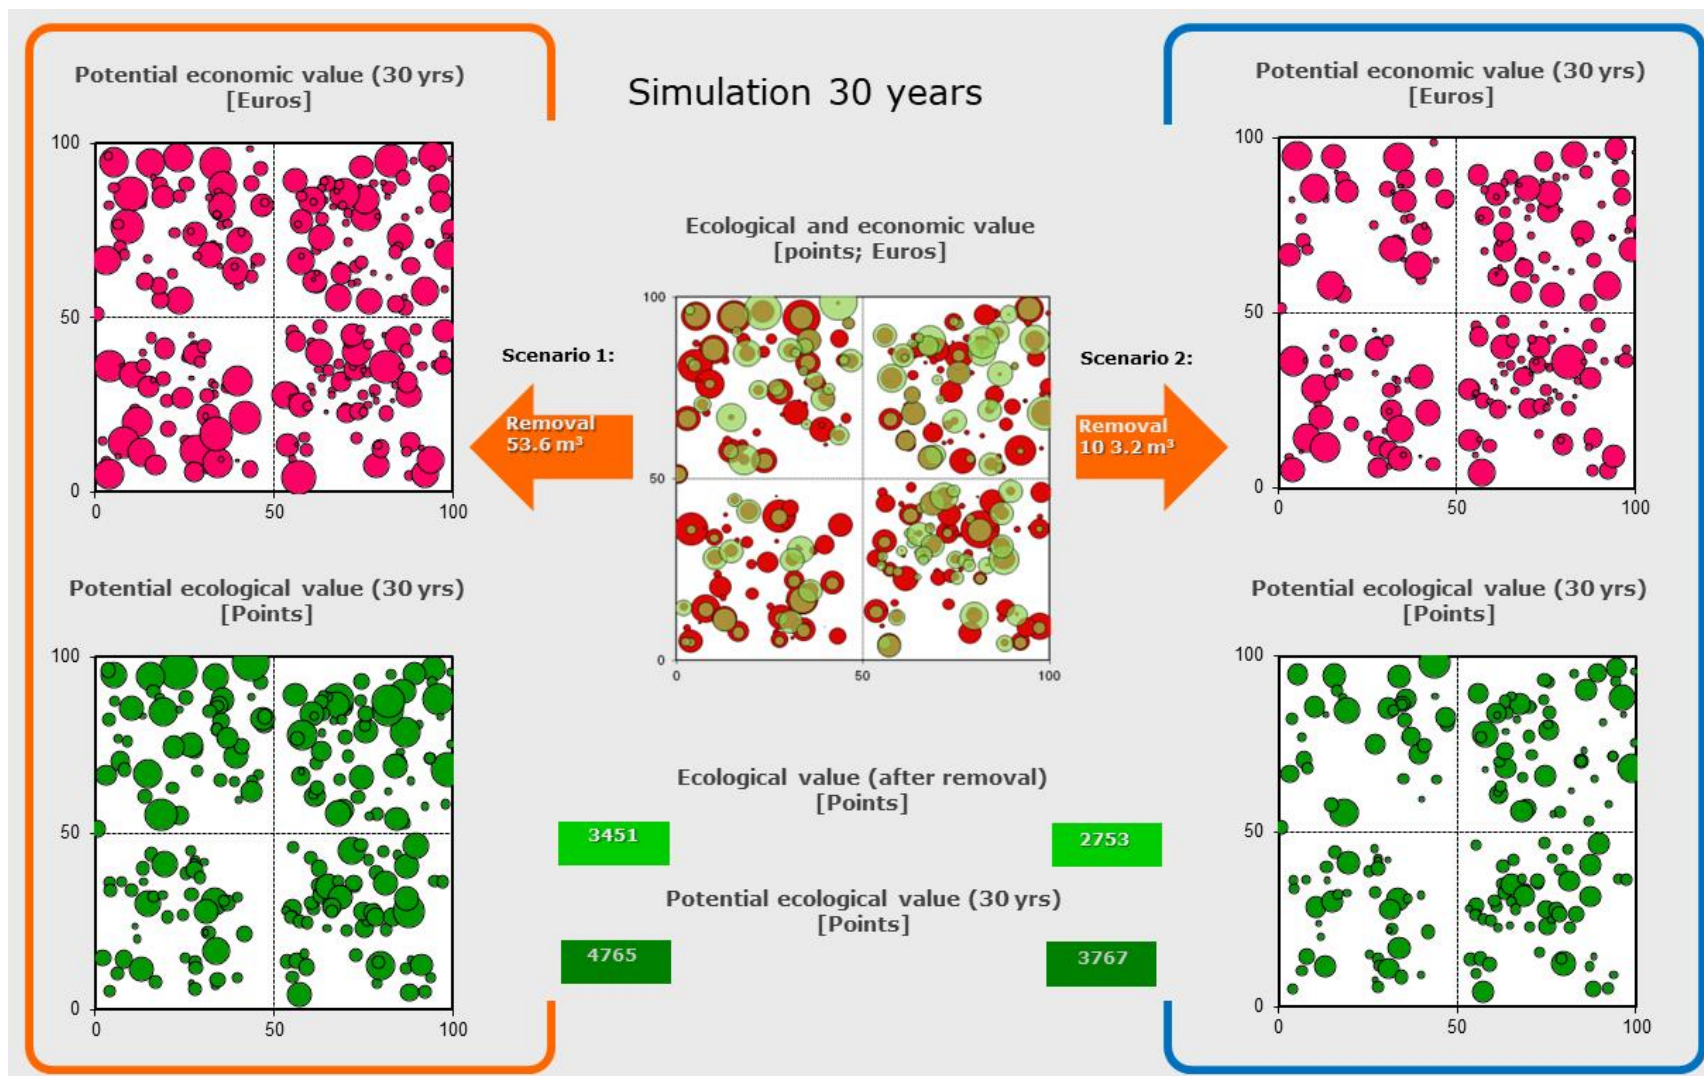 Simulation 30 years
Potential economic value (30 yrs)
[Euros]
100
50
0
0
50
100
Potential ecological value (30 yrs)
[Points]
100
50
0
0
50
100
Ecological and economic value
[points; Euros]
100
50
0
0
50
100
Scenario 1:
Removal
53.6 m³
Scenario 2:
Removal
10 3.2 m³
Ecological value (after removal)
[Points]
3451
2753
Potential ecological value (30 yrs)
[Points]
4765
3767
Potential economic value (30 yrs)
[Euros]
100
50
0
0
50
100
Potential ecological value (30 yrs)
[Points]
100
50
0
0
50
100